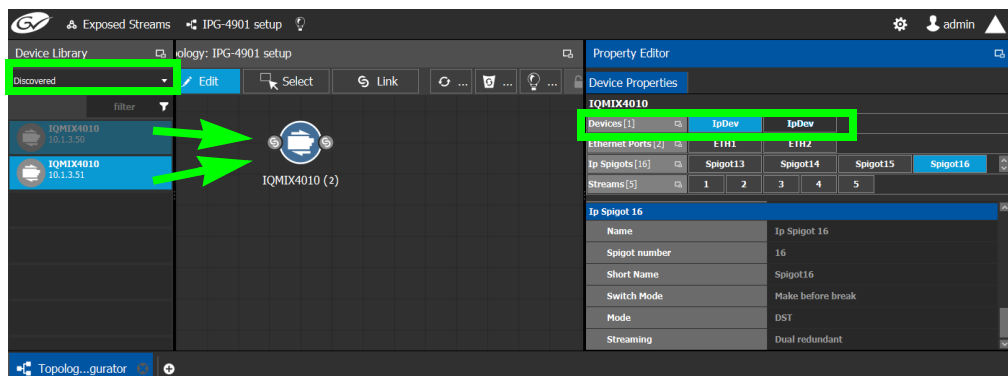 GV Exposed Streams IPG-4901 setup admin
Device Library
ology: IPG-4901 setup
Property Editor
Discovered
Edit Select Link ... ... ...
Device Properties
filter
IQMIX4010
10.1.3.50
IQMIX4010
10.1.3.51
IQMIX4010 (2)
IQMIX4010
Devices [1] IpDev IpDev
Ethernet Ports [2] ETH1 ETH2
Ip Spigots [16] Spigot13 Spigot14 Spigot15 Spigot16
Streams [5] 1 2 3 4 5
Ip Spigot 16
Name Ip Spigot 16
Spigot number 16
Short Name Spigot16
Switch Mode Make before break
Mode DST
Streaming Dual redundant
Topolog...gurator